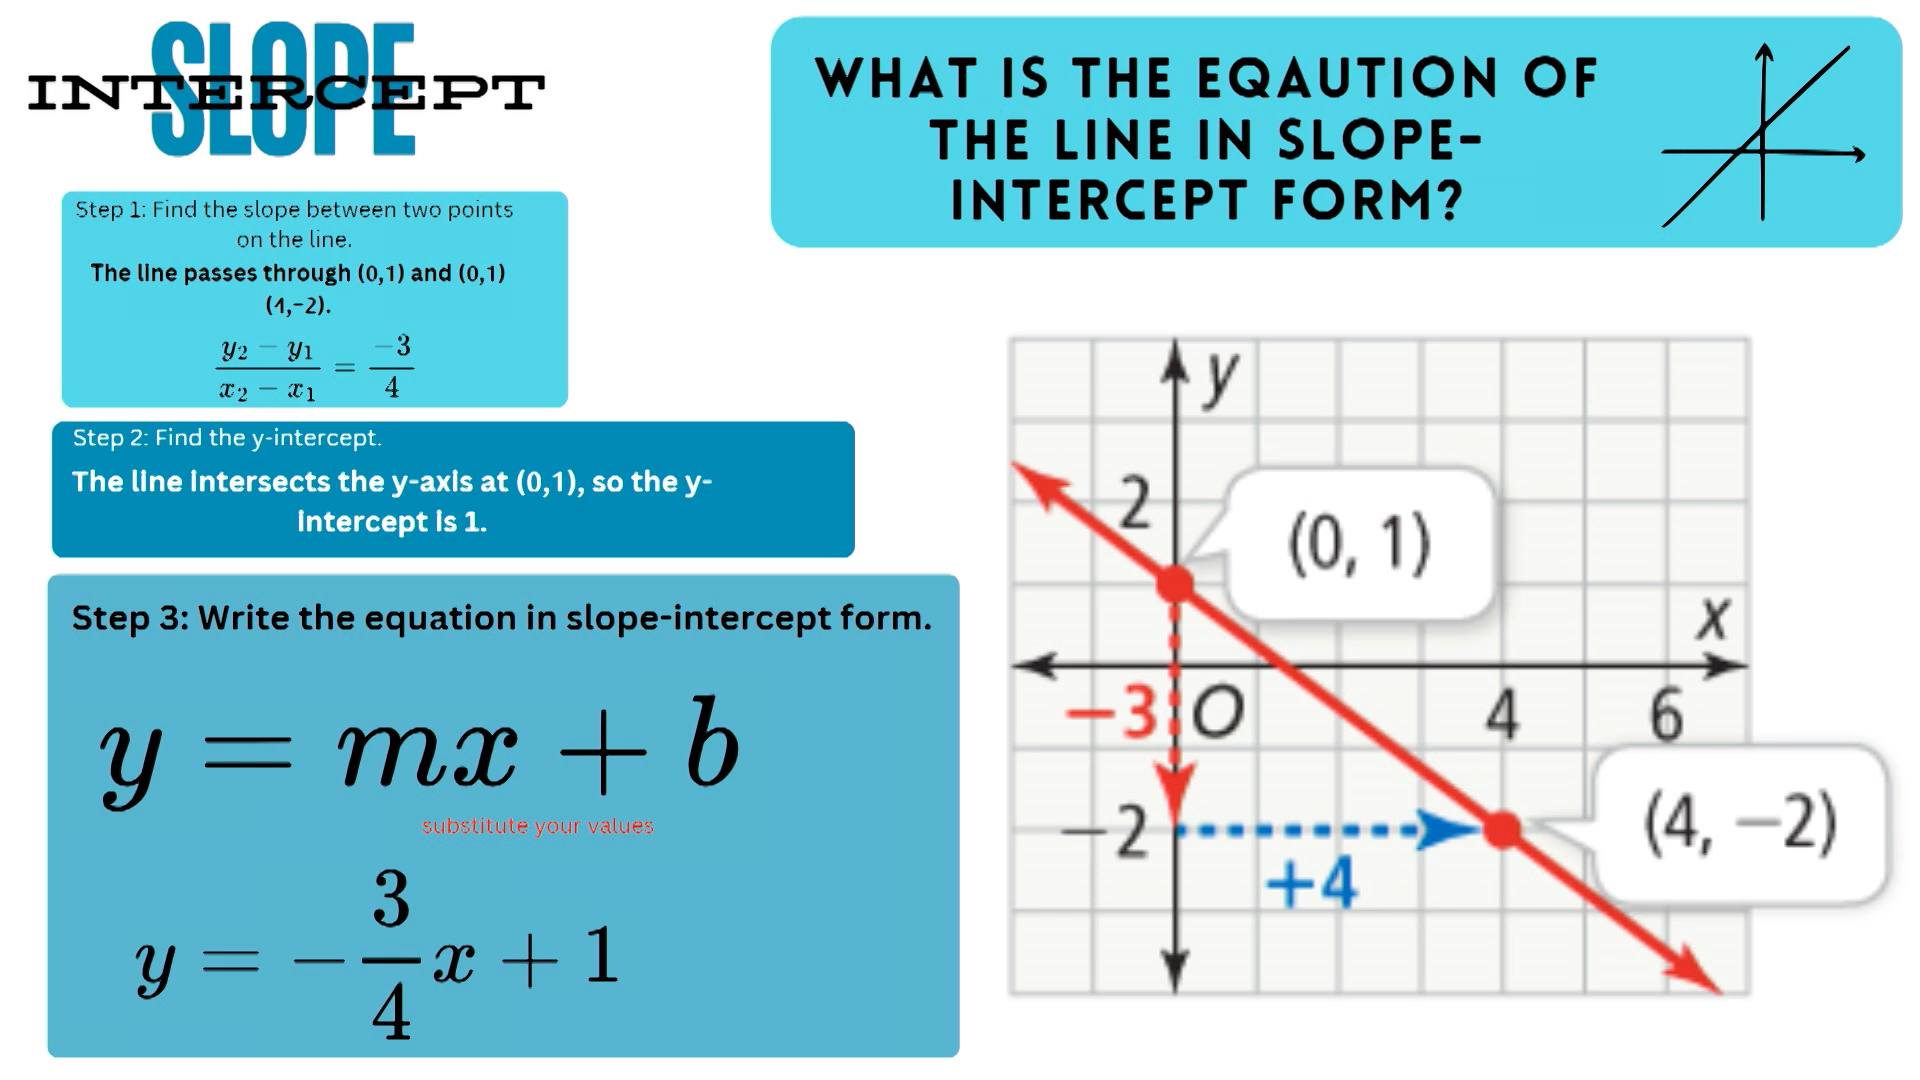 SLOPE
INTERCEPT
WHAT IS THE EQAUTION OF
THE LINE IN SLOPE-
INTERCEPT FORM?
Step 1: Find the slope between two points
on the line.
The line passes through (0,1) and (0,1)
(4,-2).
y₂ − y₁ / x₂ − x₁ = −3 / 4
Step 2: Find the y-intercept.
The line intersects the y-axis at (0,1), so the y-
intercept is 1.
Step 3: Write the equation in slope-intercept form.
y = mx + b
substitute your values
y = − 3/4 x + 1
y
2
(0, 1)
x
−3
O
4
6
−2
+4
(4, −2)